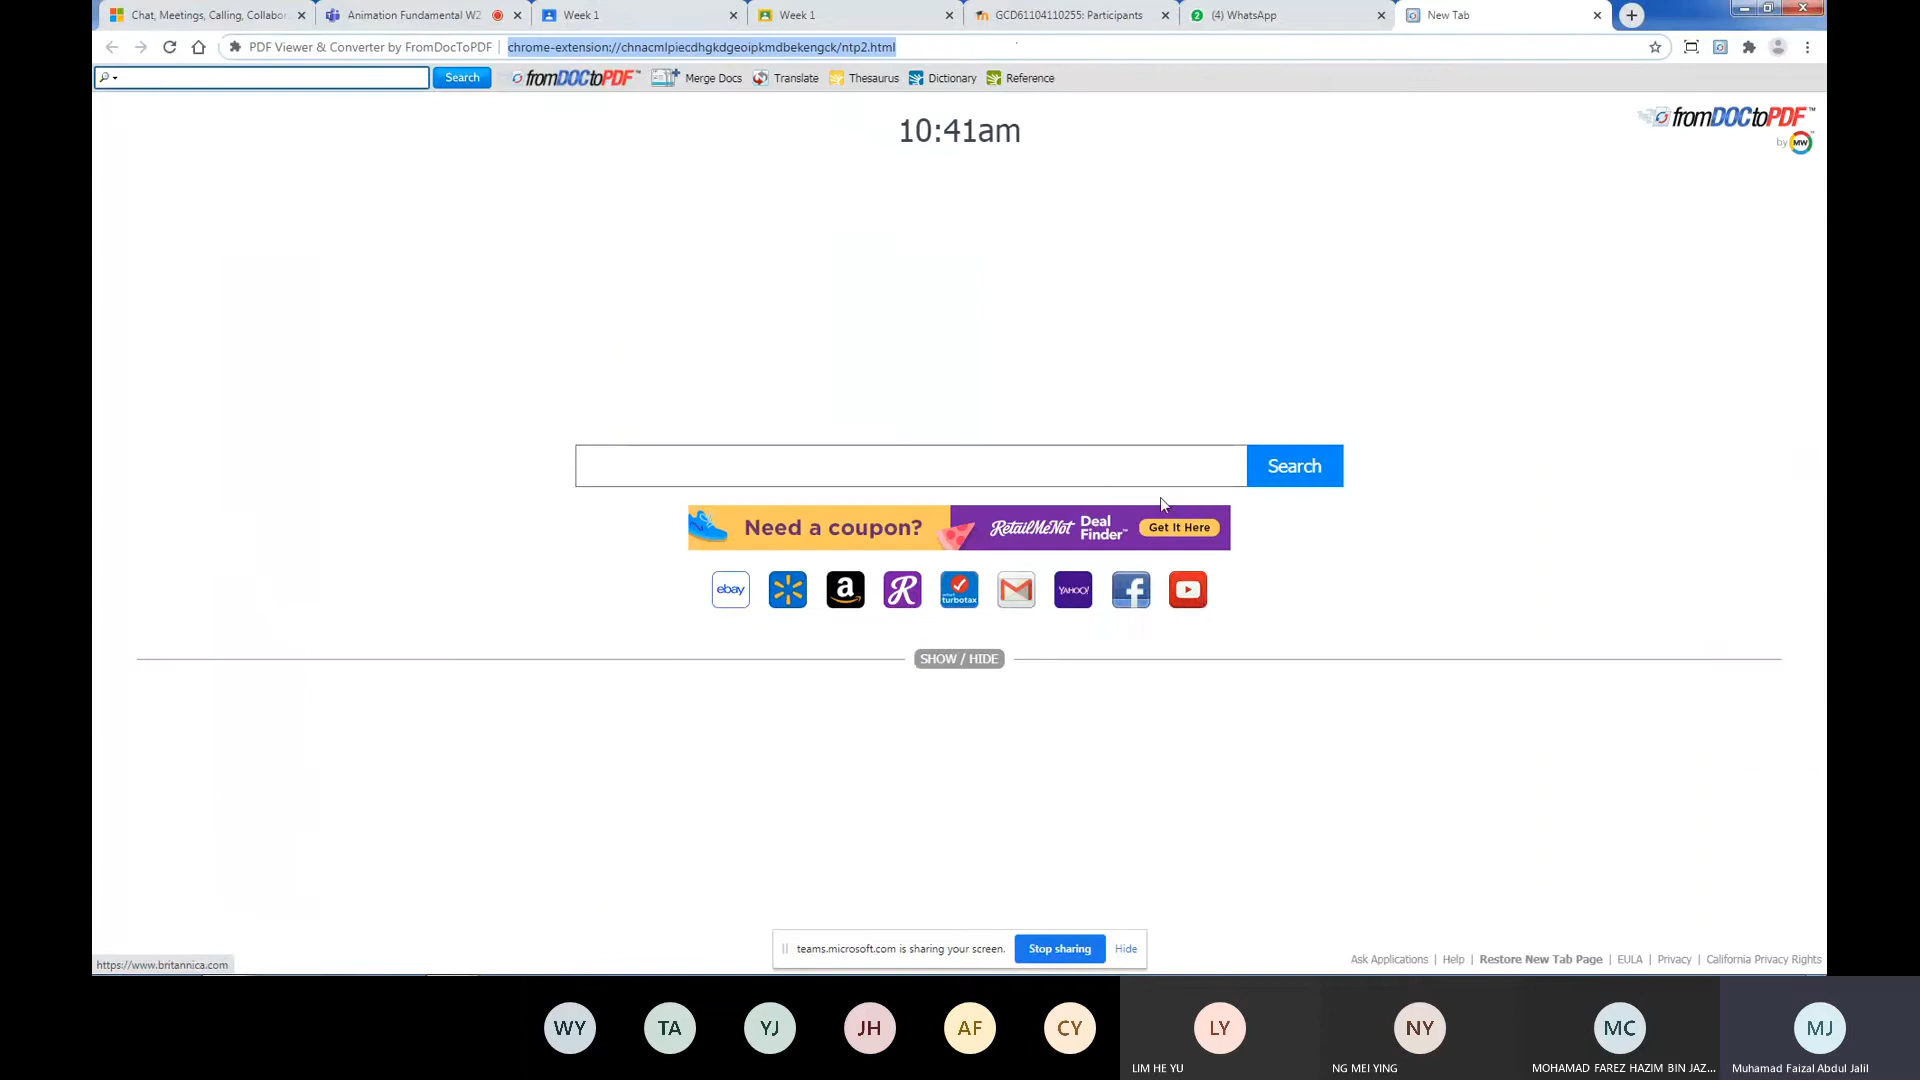 Chat, Meetings, Calling, Collabo
Animation Fundamental W2
Week 1
Week 1
GCD61104110255: Participants
(4) WhatsApp
New Tab
PDF Viewer & Converter by FromDocToPDF
chrome-extension://chnacmlpiecdhgkdgeoipkmdbekengck/ntp2.html
Search
fromDOCtoPDF™
Merge Docs
Translate
Thesaurus
Dictionary
Reference
10:41am
fromDOCtoPDF™
by MW
Search
Need a coupon?
RetailMeNot Deal Finder™
Get It Here
ebay
a
R
turbotax
YAHOO!
f
SHOW / HIDE
teams.microsoft.com is sharing your screen.
Stop sharing
Hide
https://www.britannica.com
Ask Applications | Help | Restore New Tab Page | EULA | Privacy | California Privacy Rights
WY
TA
YJ
JH
AF
CY
LY
NY
MC
MJ
LIM HE YU
NG MEI YING
MOHAMAD FAREZ HAZIM BIN JAZ...
Muhamad Faizal Abdul Jalil